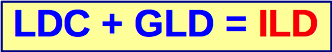 LDC + GLD = ILD